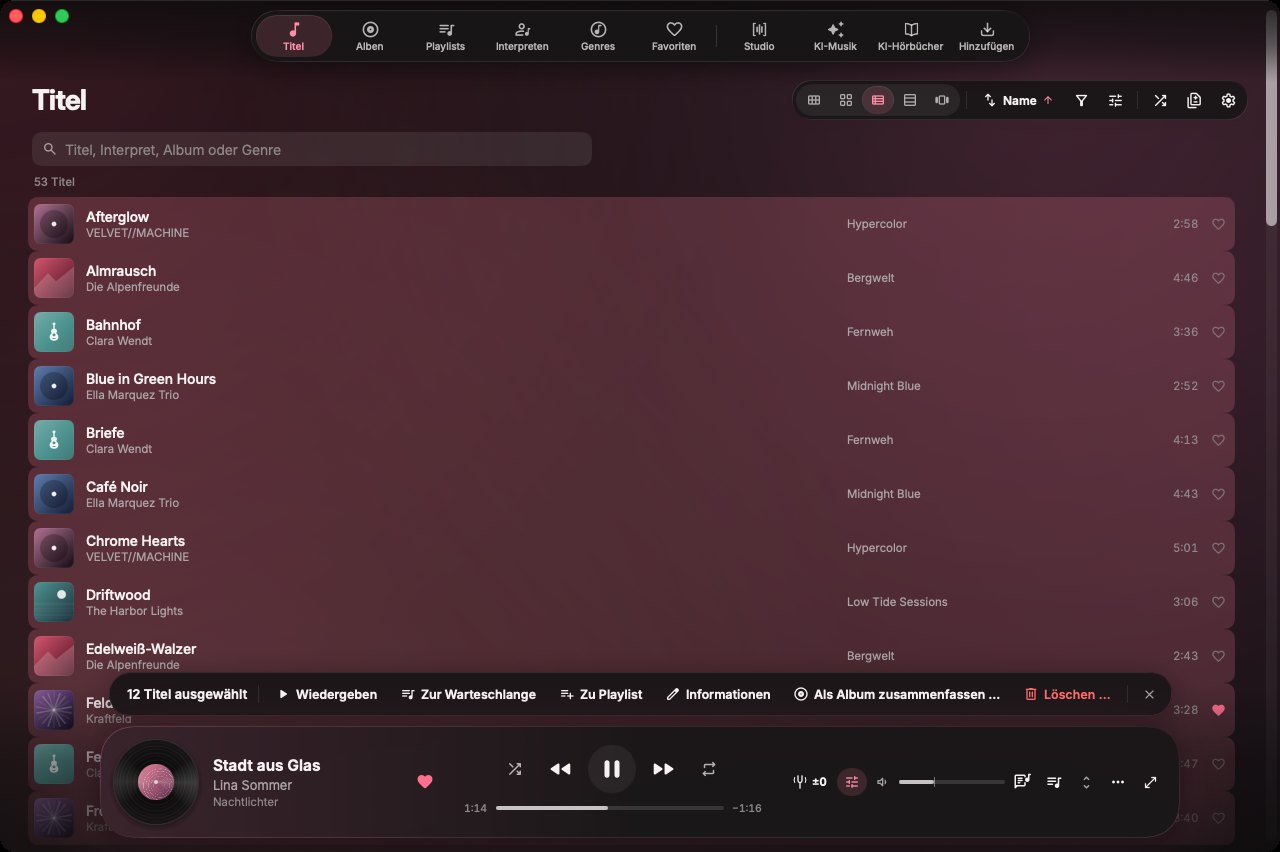 Titel
Alben
Playlists
Interpreten
Genres
Favoriten
Studio
KI-Musik
KI-Hörbücher
Hinzufügen
Titel
Name
Titel, Interpret, Album oder Genre
53 Titel
Afterglow
VELVET//MACHINE
Hypercolor
2:58
Almrausch
Die Alpenfreunde
Bergwelt
4:46
Bahnhof
Clara Wendt
Fernweh
3:36
Blue in Green Hours
Ella Marquez Trio
Midnight Blue
2:52
Briefe
Clara Wendt
Fernweh
4:13
Café Noir
Ella Marquez Trio
Midnight Blue
4:43
Chrome Hearts
VELVET//MACHINE
Hypercolor
5:01
Driftwood
The Harbor Lights
Low Tide Sessions
3:06
Edelweiß-Walzer
Die Alpenfreunde
Bergwelt
2:43
12 Titel ausgewählt
Wiedergeben
Zur Warteschlange
Zu Playlist
Informationen
Als Album zusammenfassen ...
Löschen ...
Kraftfeld
3:28
Stadt aus Glas
Lina Sommer
Nachtlichter
1:14
−1:16
±0
:47
:40